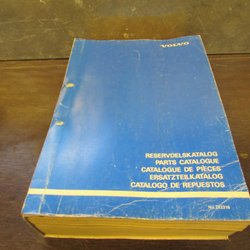 VOLVO
RESERVDELSKATALOG
PARTS CATALOGUE
CATALOGUE DE PIÈCES
ERSATZTEILKATALOG
CATALOGO DE REPUESTOS